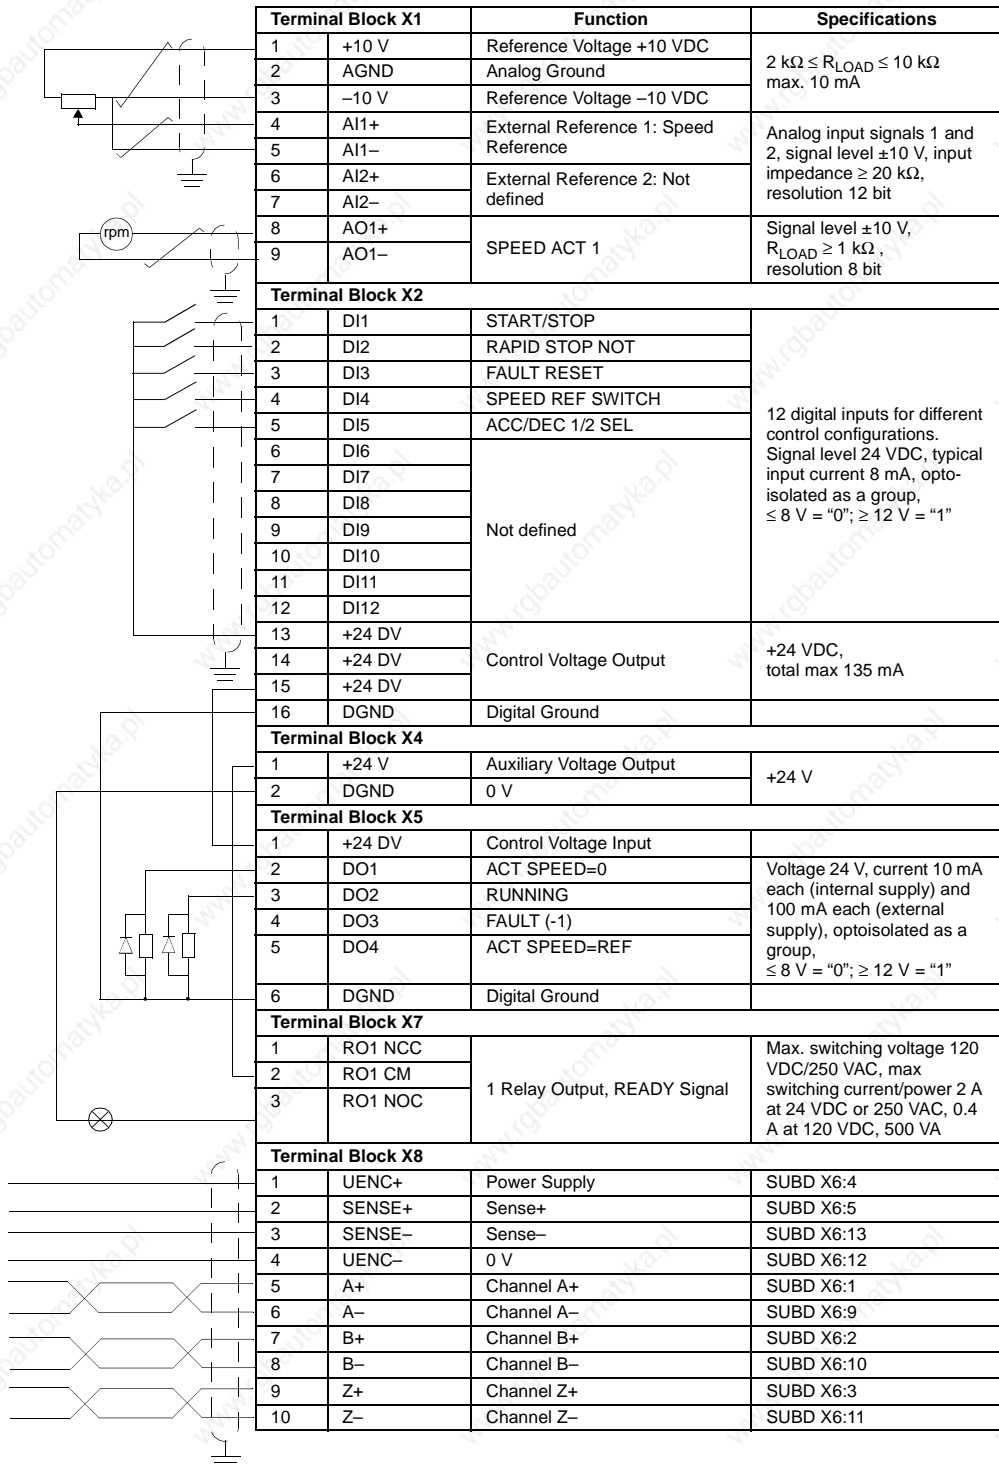 Terminal Block X1 Function Specifications
1 +10 V Reference Voltage +10 VDC
2 AGND Analog Ground
3 –10 V Reference Voltage –10 VDC
2 kΩ ≤ RLOAD ≤ 10 kΩ
max. 10 mA
4 AI1+
5 AI1–
External Reference 1: Speed
Reference
6 AI2+
7 AI2–
External Reference 2: Not
defined
Analog input signals 1 and
2, signal level ±10 V, input
impedance ≥ 20 kΩ,
resolution 12 bit
rpm
8 AO1+
9 AO1–
SPEED ACT 1
Signal level ±10 V,
RLOAD ≥ 1 kΩ ,
resolution 8 bit
Terminal Block X2
1 DI1 START/STOP
2 DI2 RAPID STOP NOT
3 DI3 FAULT RESET
4 DI4 SPEED REF SWITCH
5 DI5 ACC/DEC 1/2 SEL
6 DI6
7 DI7
8 DI8
9 DI9
10 DI10
11 DI11
12 DI12
Not defined
12 digital inputs for different
control configurations.
Signal level 24 VDC, typical
input current 8 mA, opto-
isolated as a group,
≤ 8 V = “0”; ≥ 12 V = “1”
13 +24 DV
14 +24 DV
15 +24 DV
Control Voltage Output
+24 VDC,
total max 135 mA
16 DGND Digital Ground
Terminal Block X4
1 +24 V Auxiliary Voltage Output
2 DGND 0 V
+24 V
Terminal Block X5
1 +24 DV Control Voltage Input
2 DO1 ACT SPEED=0
3 DO2 RUNNING
4 DO3 FAULT (-1)
5 DO4 ACT SPEED=REF
Voltage 24 V, current 10 mA
each (internal supply) and
100 mA each (external
supply), optoisolated as a
group,
≤ 8 V = “0”; ≥ 12 V = “1”
6 DGND Digital Ground
Terminal Block X7
1 RO1 NCC
2 RO1 CM
3 RO1 NOC
1 Relay Output, READY Signal
Max. switching voltage 120
VDC/250 VAC, max
switching current/power 2 A
at 24 VDC or 250 VAC, 0.4
A at 120 VDC, 500 VA
Terminal Block X8
1 UENC+ Power Supply SUBD X6:4
2 SENSE+ Sense+ SUBD X6:5
3 SENSE– Sense– SUBD X6:13
4 UENC– 0 V SUBD X6:12
5 A+ Channel A+ SUBD X6:1
6 A– Channel A– SUBD X6:9
7 B+ Channel B+ SUBD X6:2
8 B– Channel B– SUBD X6:10
9 Z+ Channel Z+ SUBD X6:3
10 Z– Channel Z– SUBD X6:11
www.rgbautomatyka.pl